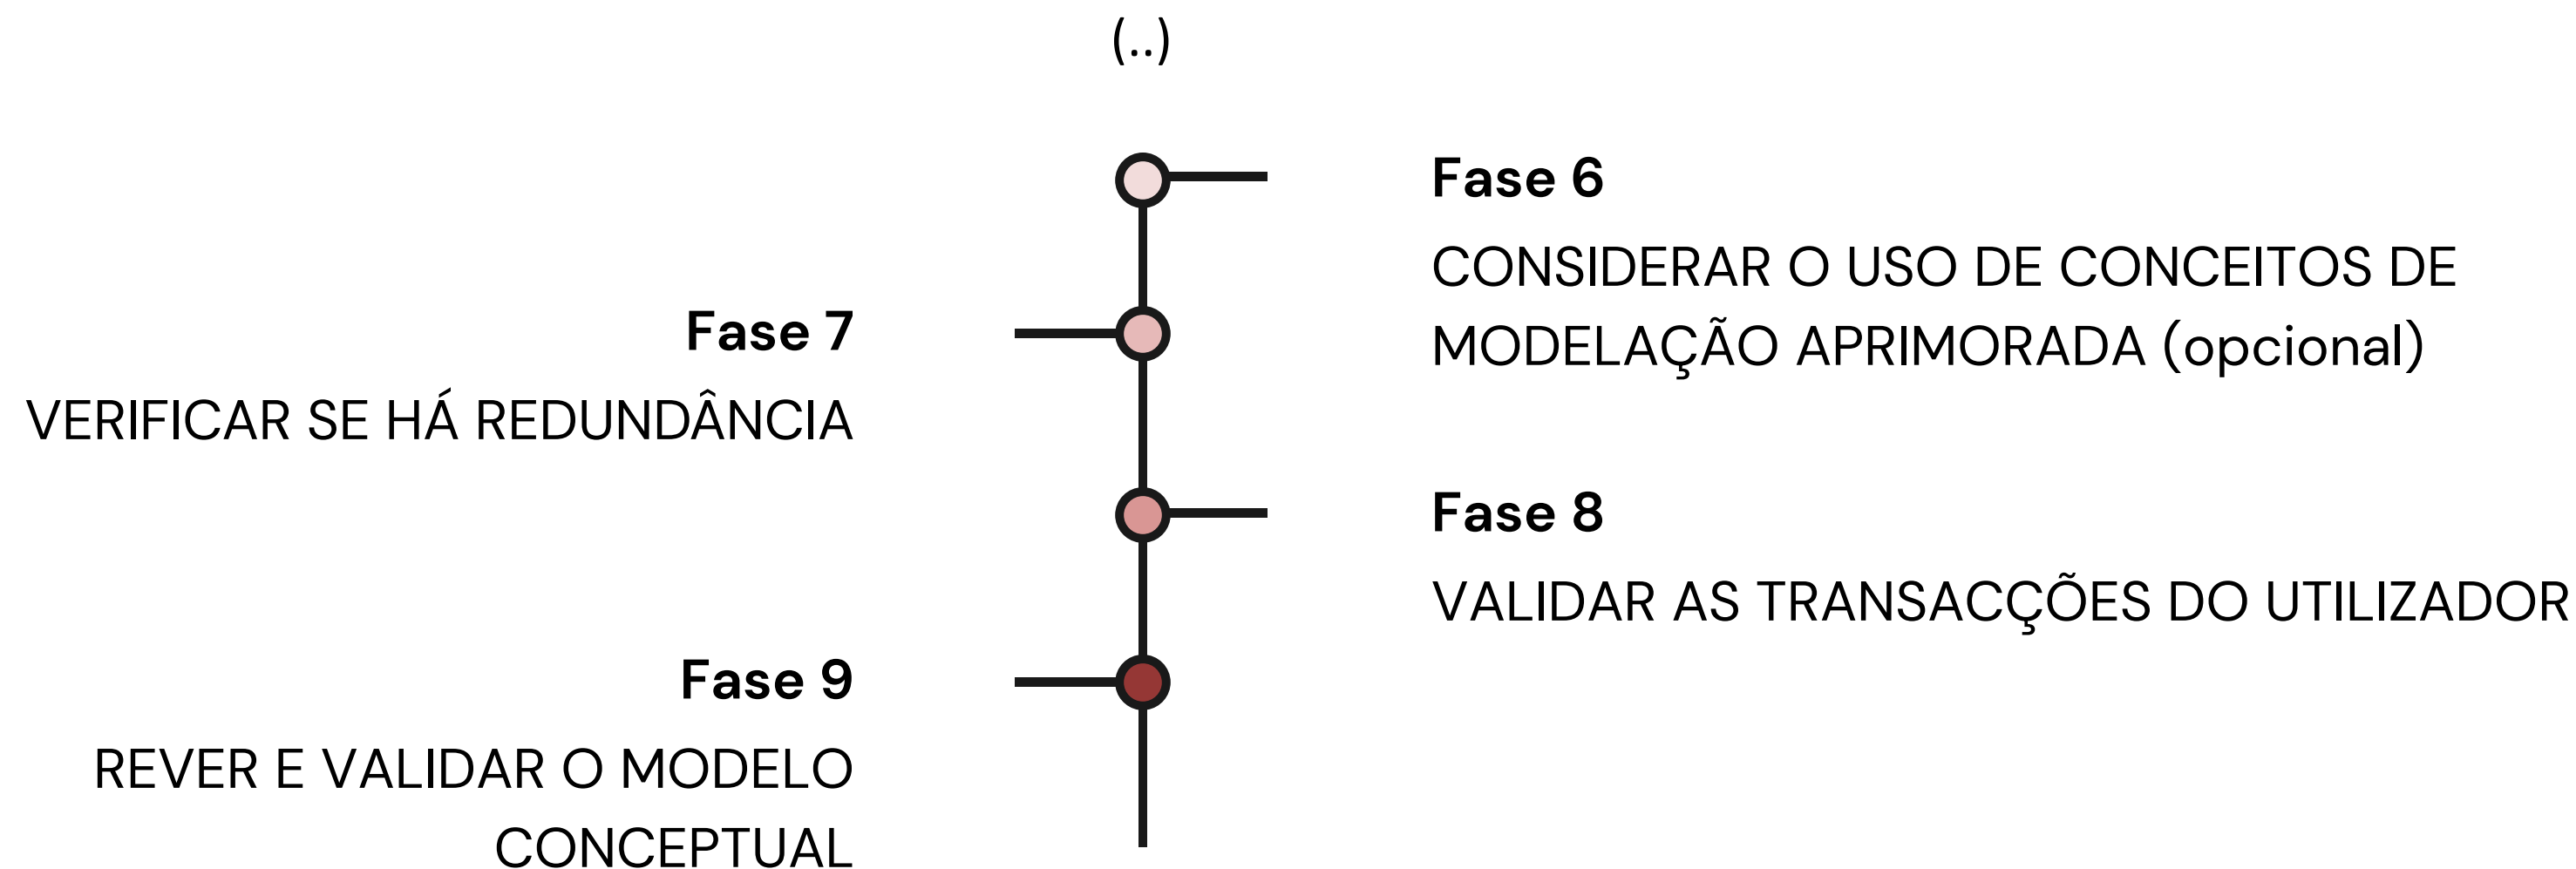 (..)
Fase 6
CONSIDERAR O USO DE CONCEITOS DE
MODELAÇÃO APRIMORADA (opcional)
Fase 7
VERIFICAR SE HÁ REDUNDÂNCIA
Fase 8
VALIDAR AS TRANSACÇÕES DO UTILIZADOR
Fase 9
REVER E VALIDAR O MODELO
CONCEPTUAL